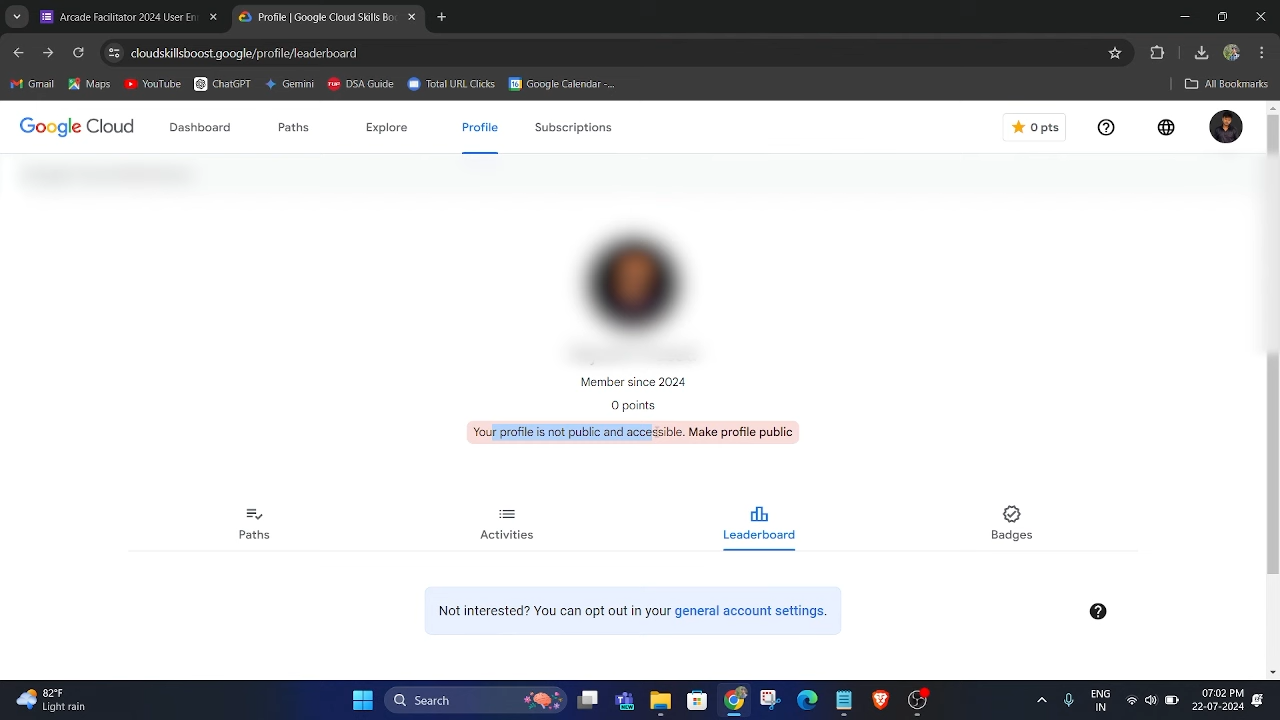 Arcade Facilitator 2024 User En
Profile | Google Cloud Skills Boo
cloudskillsboost.google/profile/leaderboard
Gmail Maps YouTube ChatGPT Gemini DSA Guide Total URL Clicks Google Calendar -... All Bookmarks
Google Cloud Dashboard Paths Explore Profile Subscriptions 0 pts
Member since 2024
0 points
Your profile is not public and accessible. Make profile public
Paths Activities Leaderboard Badges
Not interested? You can opt out in your general account settings.
82°F
Light rain
Search
ENG
IN
07:02 PM
22-07-2024